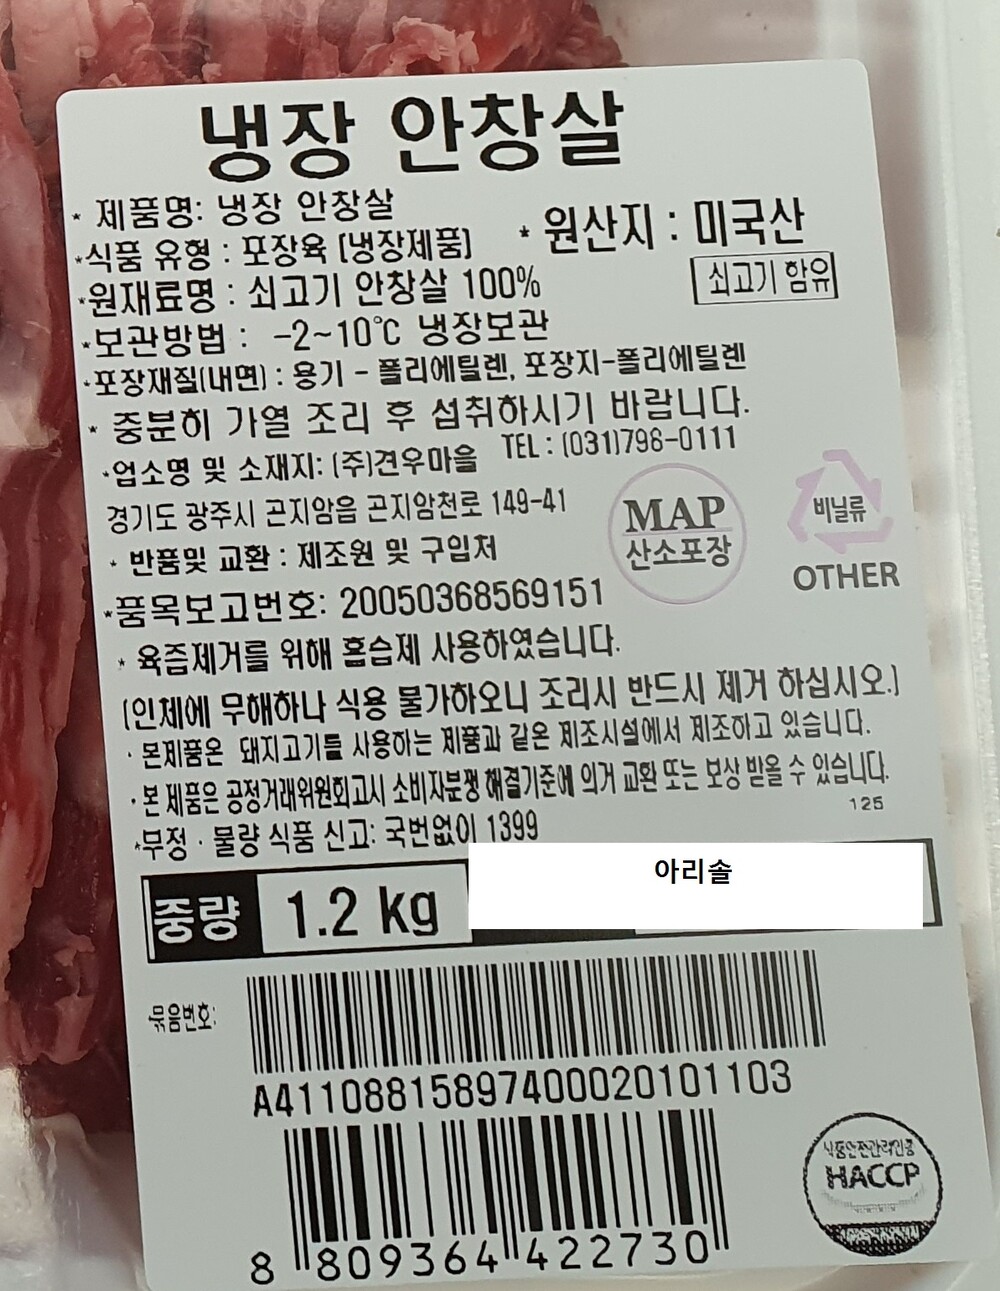 냉장 안창살
* 제품명: 냉장 안창살
* 원산지 : 미국산
*식품 유형 : 포장육 [냉장제품]
쇠고기 함유
*원재료명 : 쇠고기 안창살 100%
*보관방법 : -2~10℃ 냉장보관
*포장재질(내면) : 용기 - 폴리에틸렌, 포장지-폴리에틸렌
* 중분히 가열 조리 후 섭취하시기 바랍니다.
*업소명 및 소재지: (주)견우마을 TEL : (031)798-0111
경기도 광주시 곤지암읍 곤지암천로 149-41
MAP
산소포장
비닐류
OTHER
* 반품및 교환 : 제조원 및 구입처
*품목보고번호: 20050368569151
* 육즙제거를 위해 흡습제 사용하였습니다.
(인체에 무해하나 식용 불가하오니 조리시 반드시 제거 하십시오.)
· 본제품은 돼지고기를 사용하는 제품과 같은 제조시설에서 제조하고 있습니다.
· 본 제품은 공정거래위원회고시 소비자분쟁 해결기준에 의거 교환 또는 보상 받을 수 있습니다.
125
*부정 · 불량 식품 신고: 국번없이 1399
아리솔
중량 1.2 kg
묶음번호:
A41108815897400020101103
8 809364 422730
식품안전관리인증
HACCP